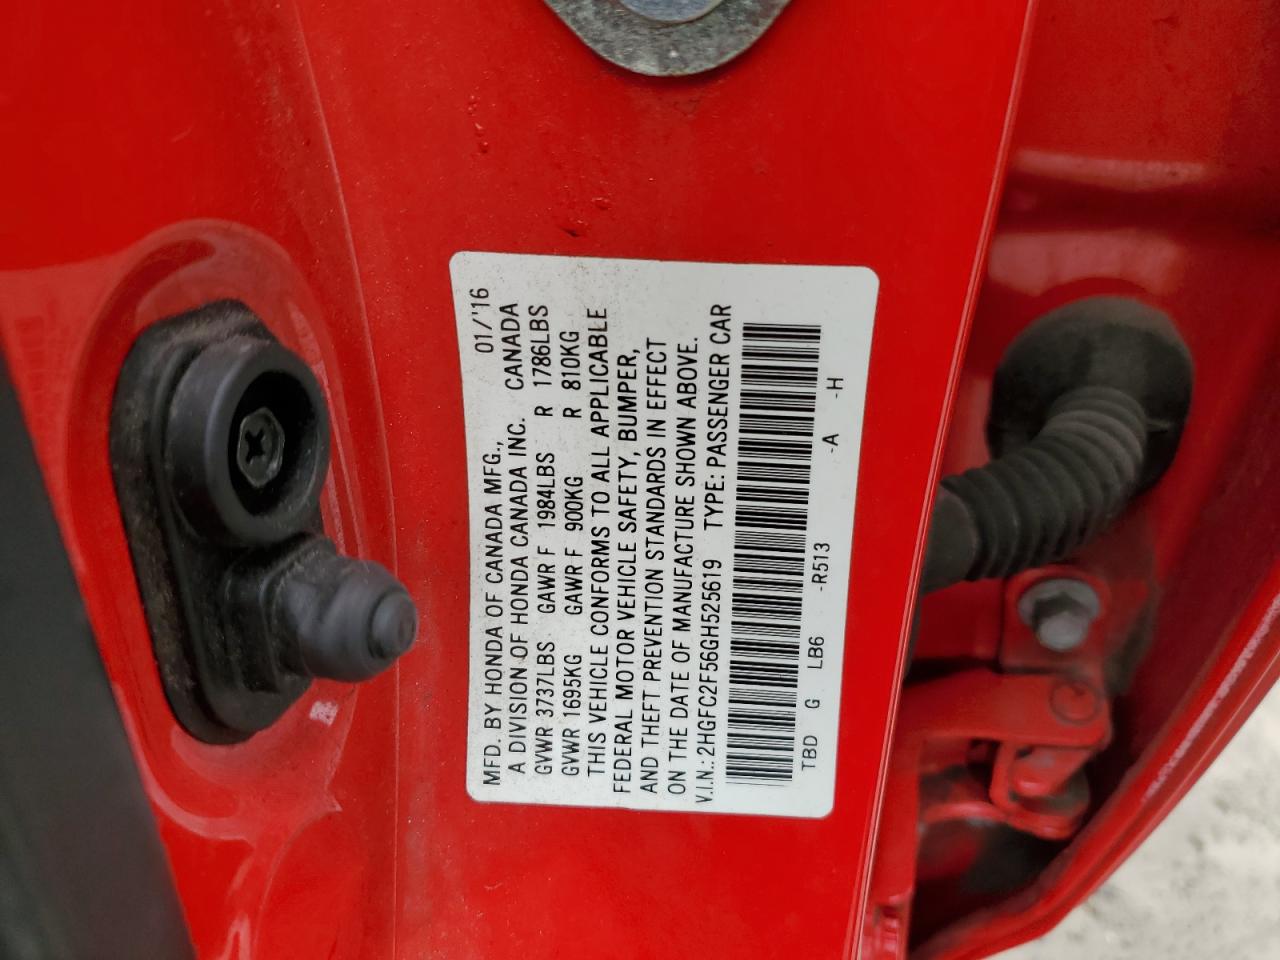 MFD. BY HONDA OF CANADA MFG., 01/'16
A DIVISION OF HONDA CANADA INC. CANADA
GVWR 3737LBS GAWR F 1984LBS R 1786LBS
GVWR 1695KG GAWR F 900KG R 810KG
THIS VEHICLE CONFORMS TO ALL APPLICABLE
FEDERAL MOTOR VEHICLE SAFETY, BUMPER,
AND THEFT PREVENTION STANDARDS IN EFFECT
ON THE DATE OF MANUFACTURE SHOWN ABOVE.
V.I.N.: 2HGFC2F56GH525619 TYPE: PASSENGER CAR
TBD G LB6 -R513 -A -H